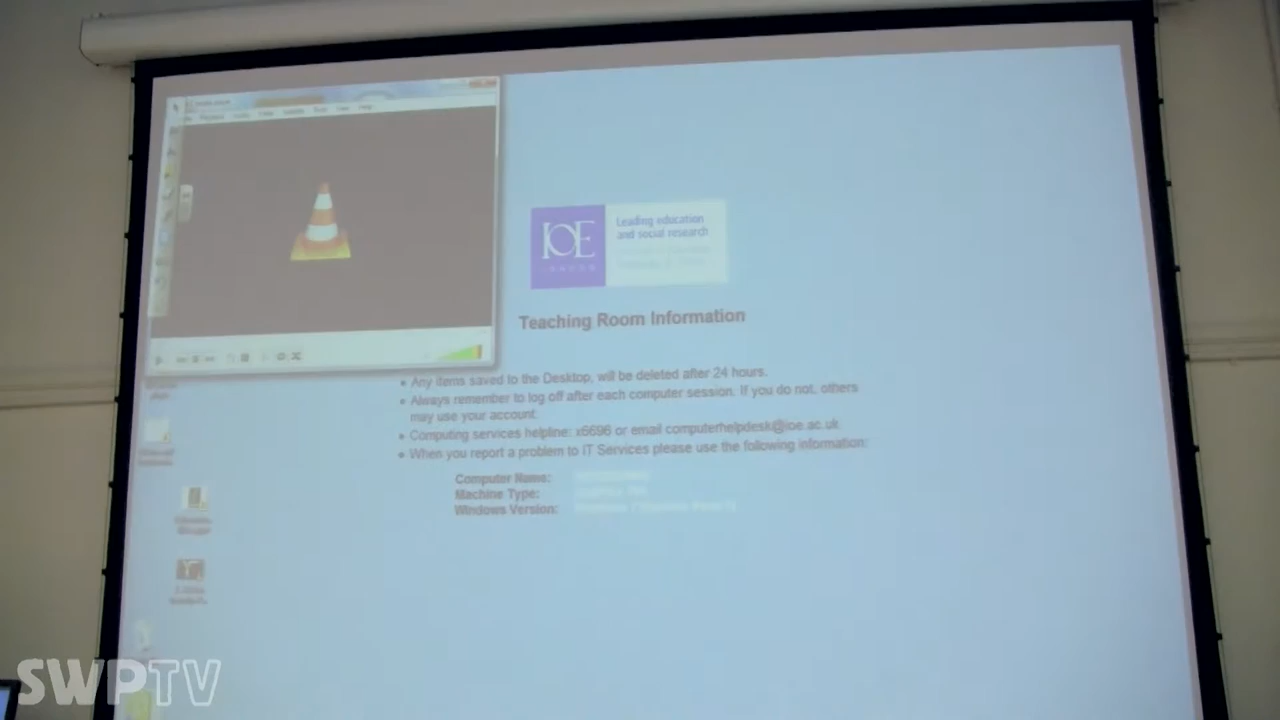 IOE
LONDON
Leading education
and social research
Teaching Room Information
• Any items saved to the Desktop, will be deleted after 24 hours.
• Always remember to log off after each computer session. If you do not, others
may use your account.
• Computing services helpline: x6696 or email computerhelpdesk@ioe.ac.uk
• When you report a problem to IT Services please use the following information:
Computer Name:
Machine Type:
Windows Version:
SWPTV